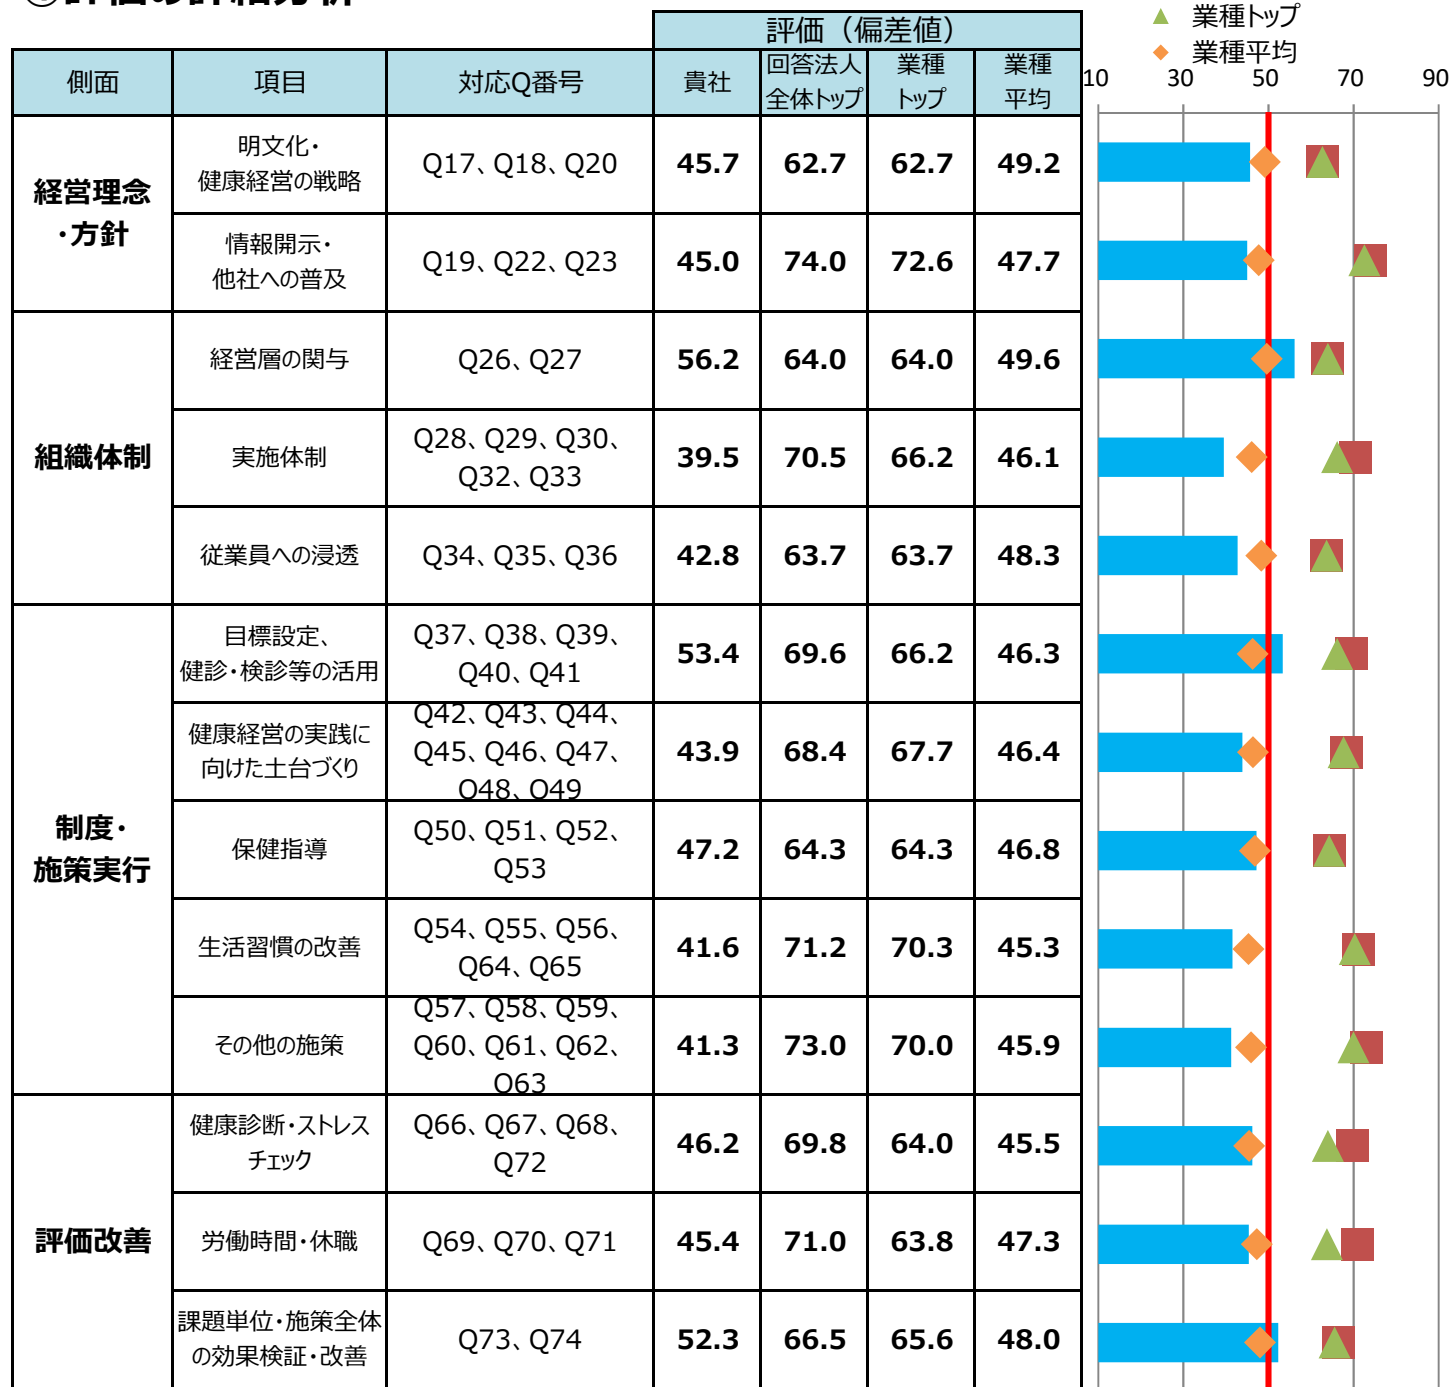 ①評価の詳細分析
▲ 業種トップ
◆ 業種平均
評価（偏差値）
側面 項目 対応Q番号 貴社 回答法人 業種 業種
全体トップ トップ 平均
10 30 50 70 90
経営理念
・方針
明文化・
健康経営の戦略
Q17、Q18、Q20 45.7 62.7 62.7 49.2
情報開示・
他社への普及
Q19、Q22、Q23 45.0 74.0 72.6 47.7
組織体制
経営層の関与 Q26、Q27 56.2 64.0 64.0 49.6
実施体制
Q28、Q29、Q30、
Q32、Q33
39.5 70.5 66.2 46.1
従業員への浸透 Q34、Q35、Q36 42.8 63.7 63.7 48.3
制度・
施策実行
目標設定、
健診・検診等の活用
Q37、Q38、Q39、
Q40、Q41
53.4 69.6 66.2 46.3
健康経営の実践に
向けた土台づくり
Q42、Q43、Q44、
Q45、Q46、Q47、
Q48、Q49
43.9 68.4 67.7 46.4
保健指導
Q50、Q51、Q52、
Q53
47.2 64.3 64.3 46.8
生活習慣の改善
Q54、Q55、Q56、
Q64、Q65
41.6 71.2 70.3 45.3
その他の施策
Q57、Q58、Q59、
Q60、Q61、Q62、
Q63
41.3 73.0 70.0 45.9
評価改善
健康診断・ストレス
チェック
Q66、Q67、Q68、
Q72
46.2 69.8 64.0 45.5
労働時間・休職 Q69、Q70、Q71 45.4 71.0 63.8 47.3
課題単位・施策全体
の効果検証・改善
Q73、Q74 52.3 66.5 65.6 48.0